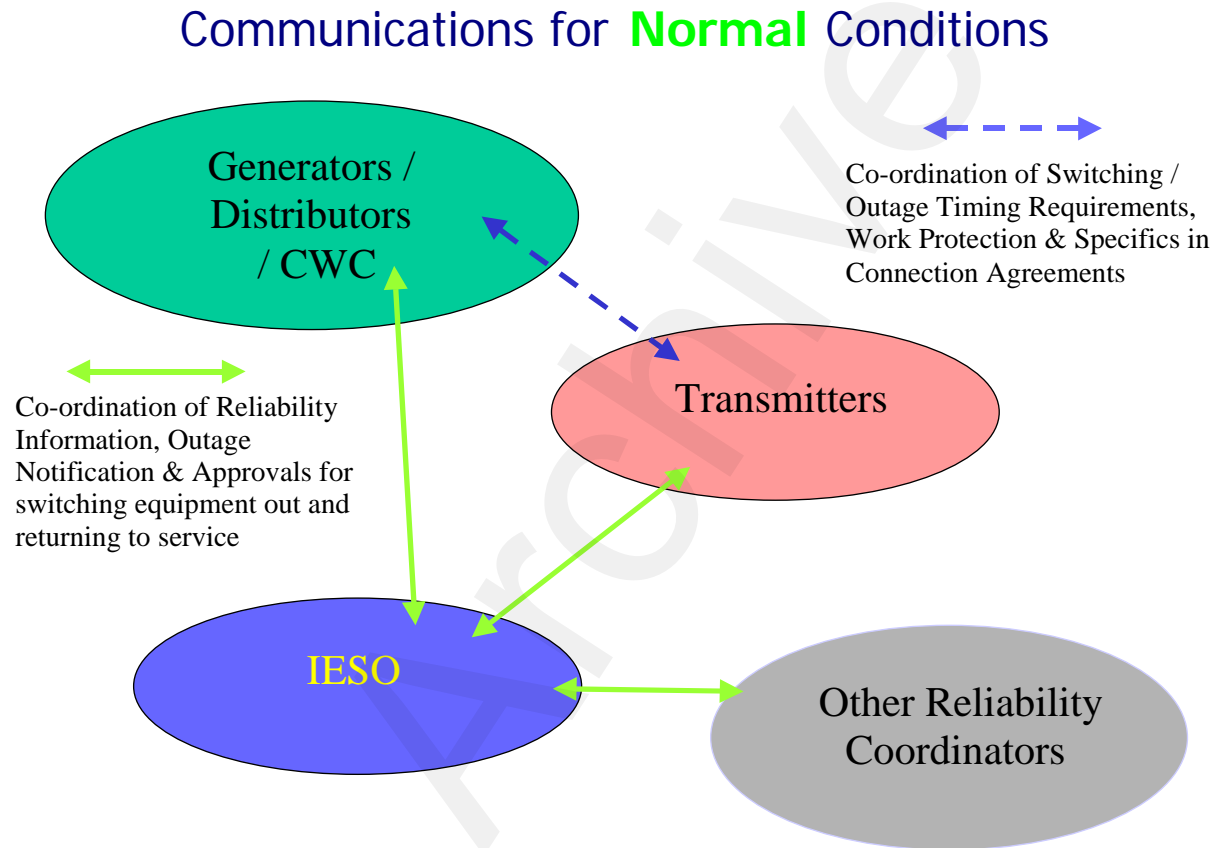 Communications for Normal Conditions
Generators /
Distributors
/ CWC
Co-ordination of Switching /
Outage Timing Requirements,
Work Protection & Specifics in
Connection Agreements
Transmitters
Co-ordination of Reliability
Information, Outage
Notification & Approvals for
switching equipment out and
returning to service
IESO
Other Reliability
Coordinators
Archive